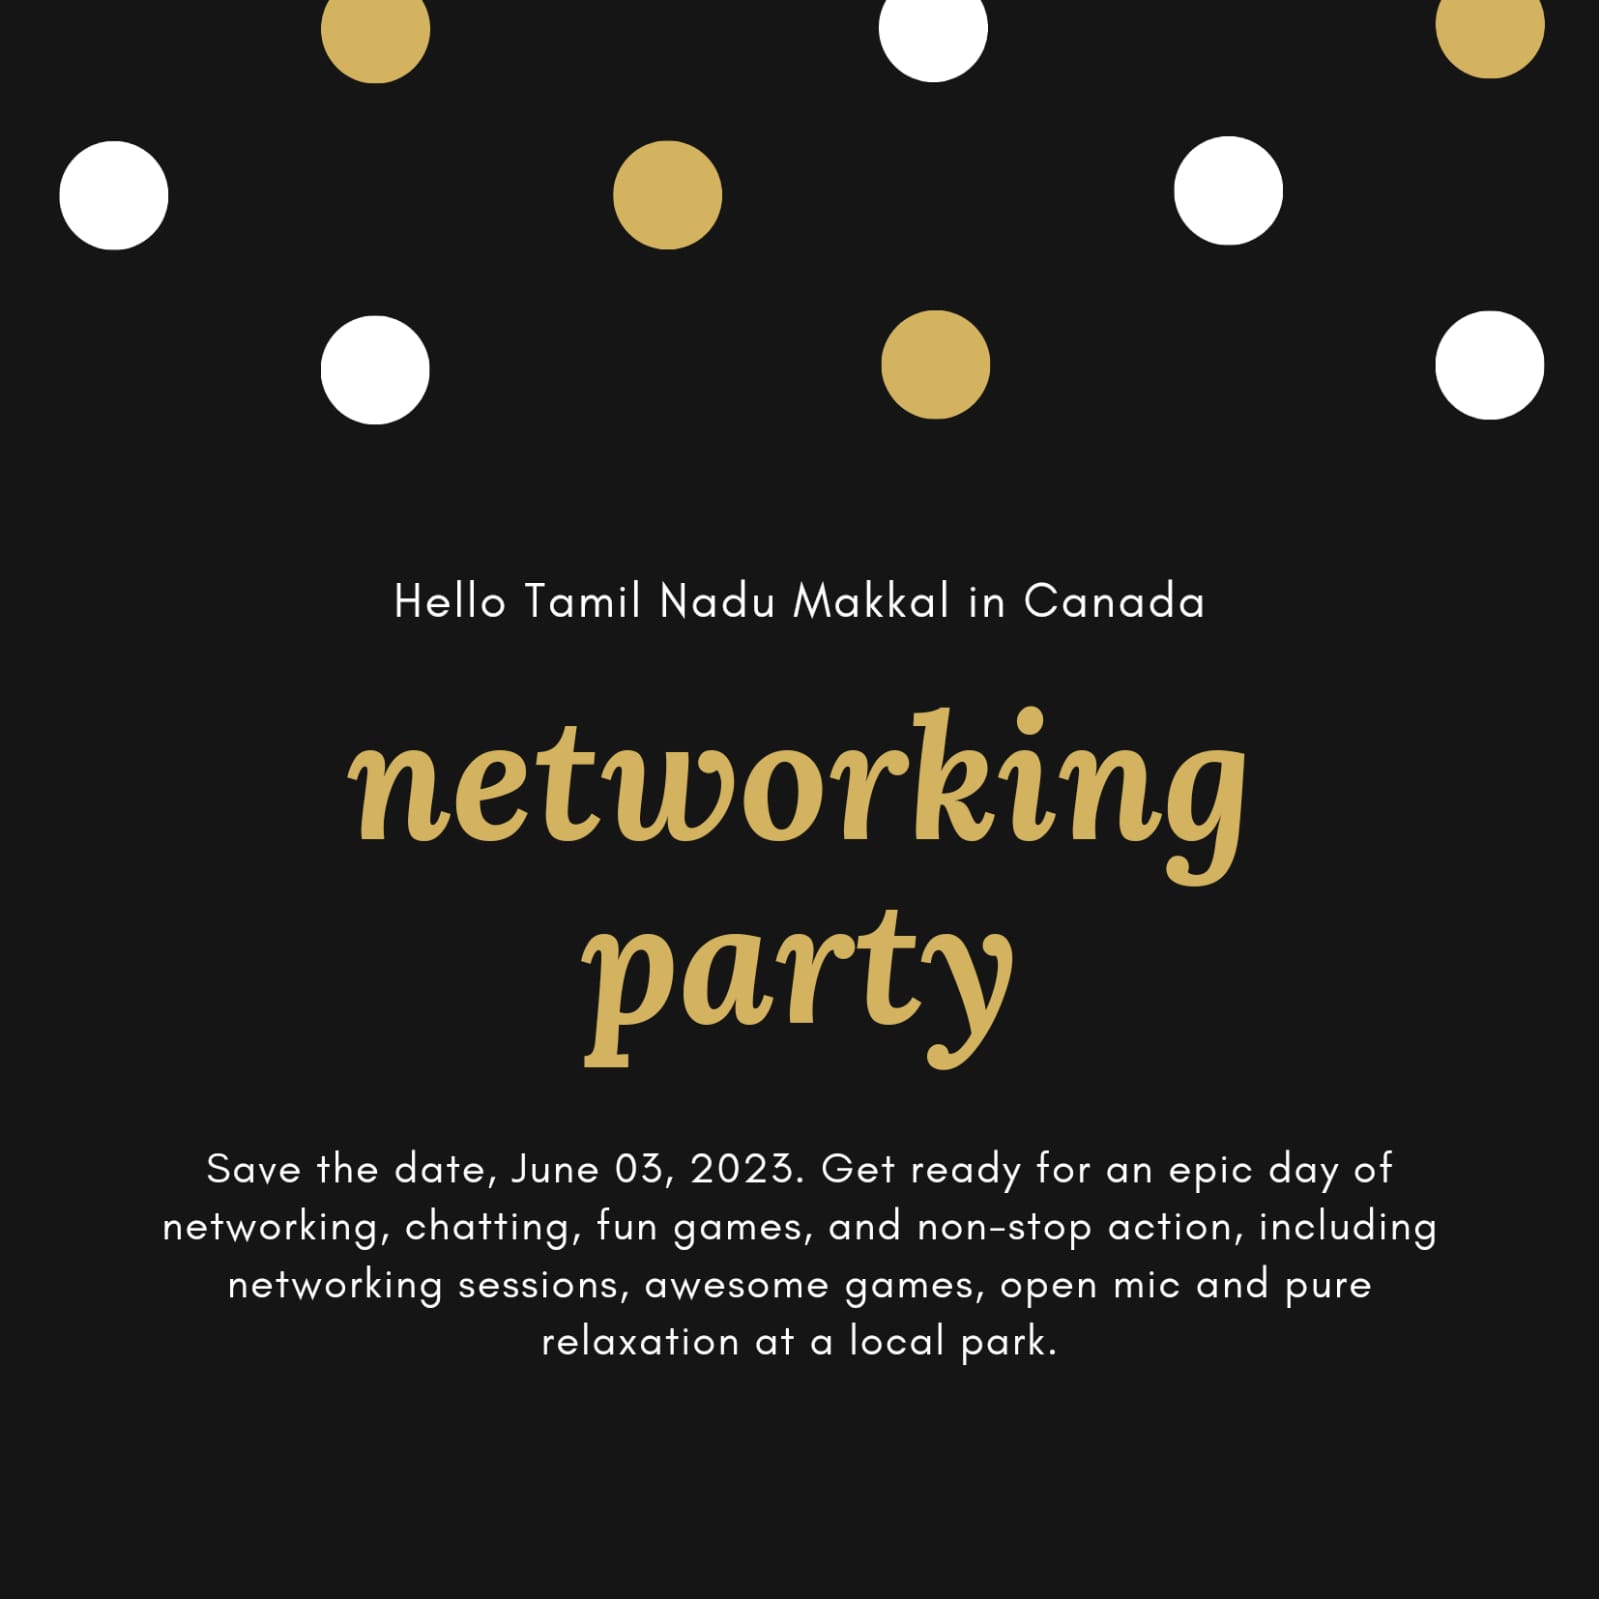 Hello Tamil Nadu Makkal in Canada
networking
party
Save the date, June 03, 2023. Get ready for an epic day of
networking, chatting, fun games, and non-stop action, including
networking sessions, awesome games, open mic and pure
relaxation at a local park.